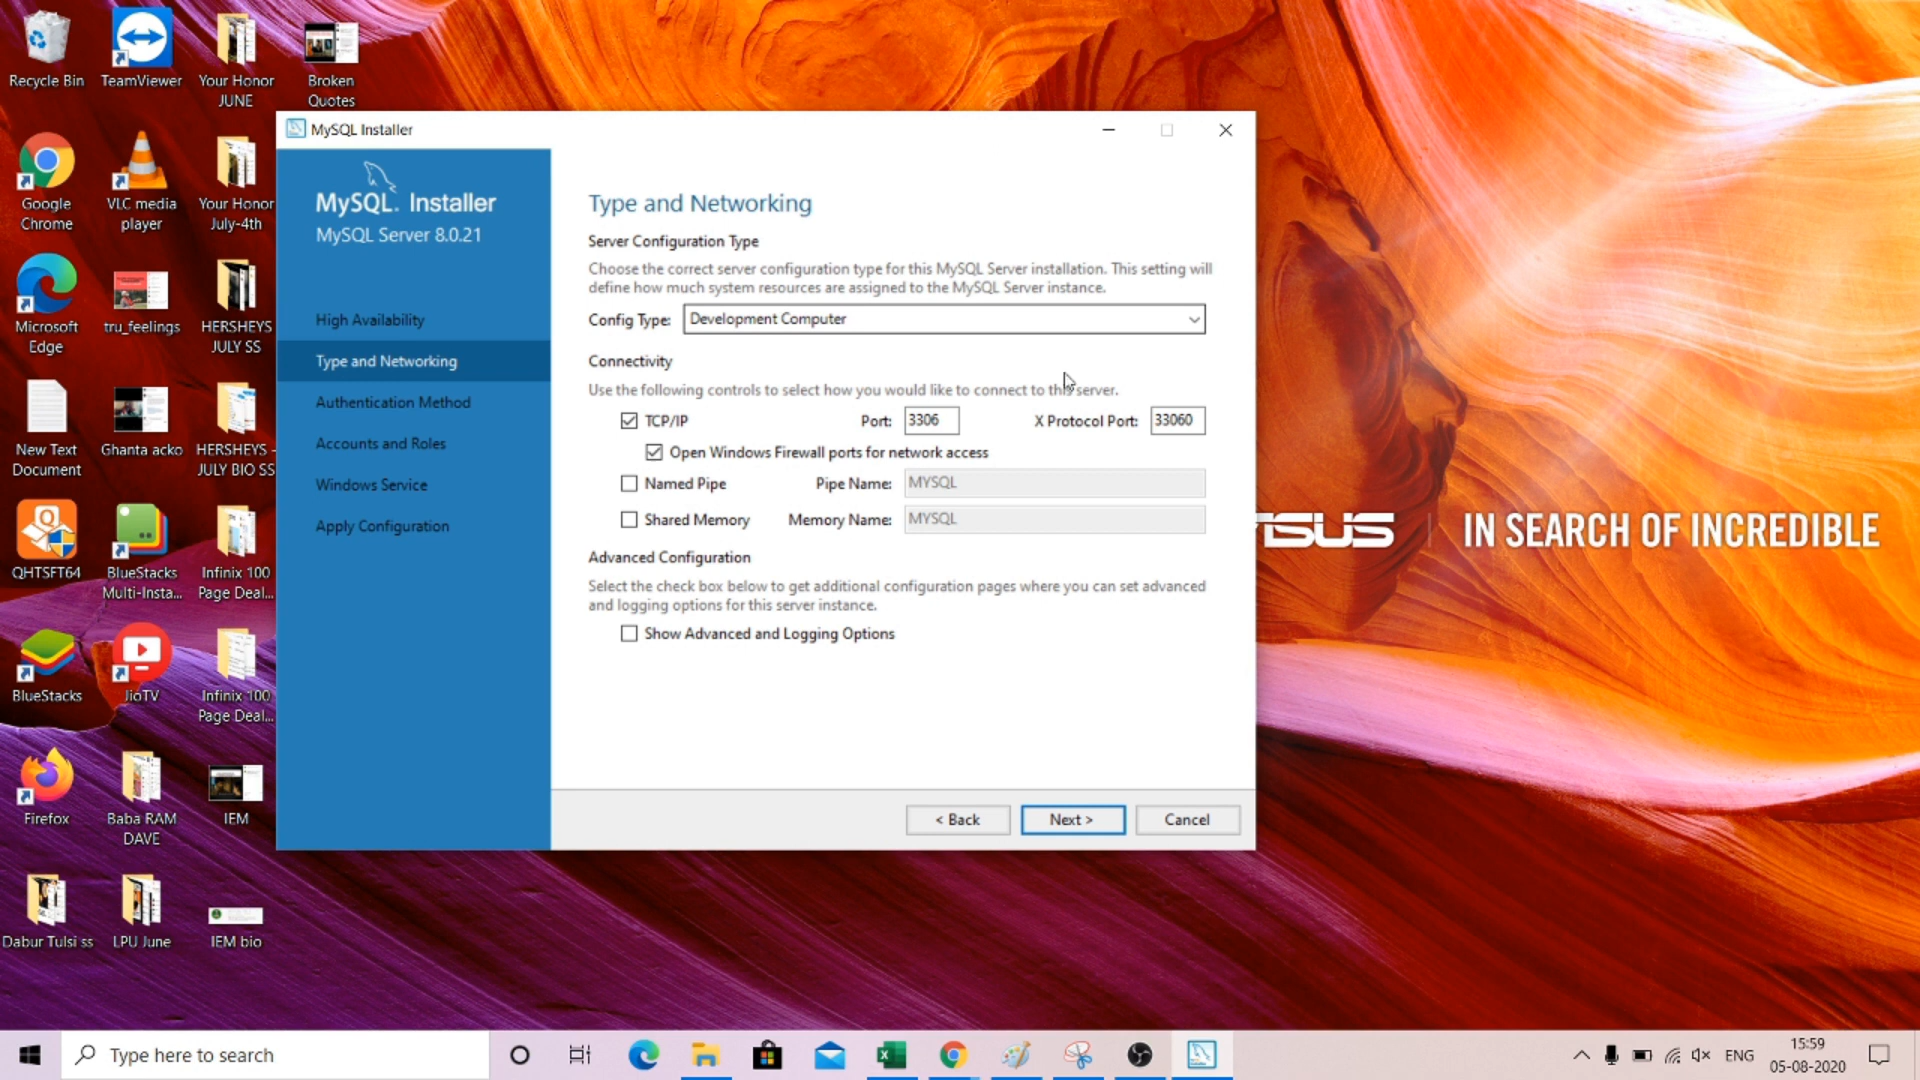 Recycle Bin
TeamViewer
Your Honor
JUNE
Broken
Quotes
Google
Chrome
VLC media
player
Your Honor
July-4th
Microsoft
Edge
tru_feelings
HERSHEYS
JULY SS
New Text
Document
Ghanta acko
HERSHEYS -
JULY BIO SS
QHTSFT64
BlueStacks
Multi-Insta...
Infinix 100
Page Deal...
BlueStacks
JioTV
Infinix 100
Page Deal...
Firefox
Baba RAM
DAVE
IEM
Dabur Tulsi ss
LPU June
IEM bio
MySQL Installer
MySQL. Installer
MySQL Server 8.0.21
High Availability
Type and Networking
Authentication Method
Accounts and Roles
Windows Service
Apply Configuration
Type and Networking
Server Configuration Type
Choose the correct server configuration type for this MySQL Server installation. This setting will
define how much system resources are assigned to the MySQL Server instance.
Config Type: Development Computer
Connectivity
Use the following controls to select how you would like to connect to this server.
TCP/IP Port: 3306 X Protocol Port: 33060
Open Windows Firewall ports for network access
Named Pipe Pipe Name: MYSQL
Shared Memory Memory Name: MYSQL
Advanced Configuration
Select the check box below to get additional configuration pages where you can set advanced
and logging options for this server instance.
Show Advanced and Logging Options
< Back Next > Cancel
IN SEARCH OF INCREDIBLE
Type here to search
ENG
15:59
05-08-2020